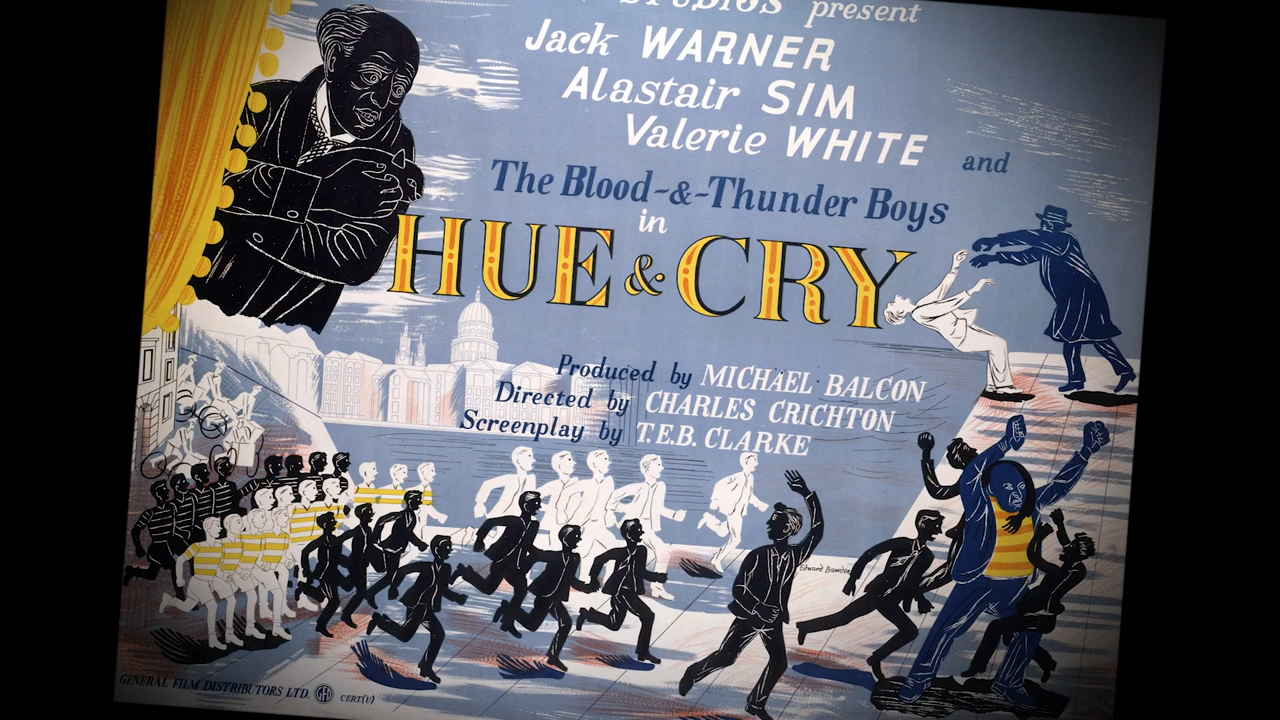 STUDIOS present
Jack WARNER
Alastair SIM
Valerie WHITE
and
The Blood-&-Thunder Boys
in
HUE & CRY
Produced by MICHAEL BALCON
Directed by CHARLES CRICHTON
Screenplay by T.E.B. CLARKE
Edward Bawden
GENERAL FILM DISTRIBUTORS LTD. GFD CERT(U)